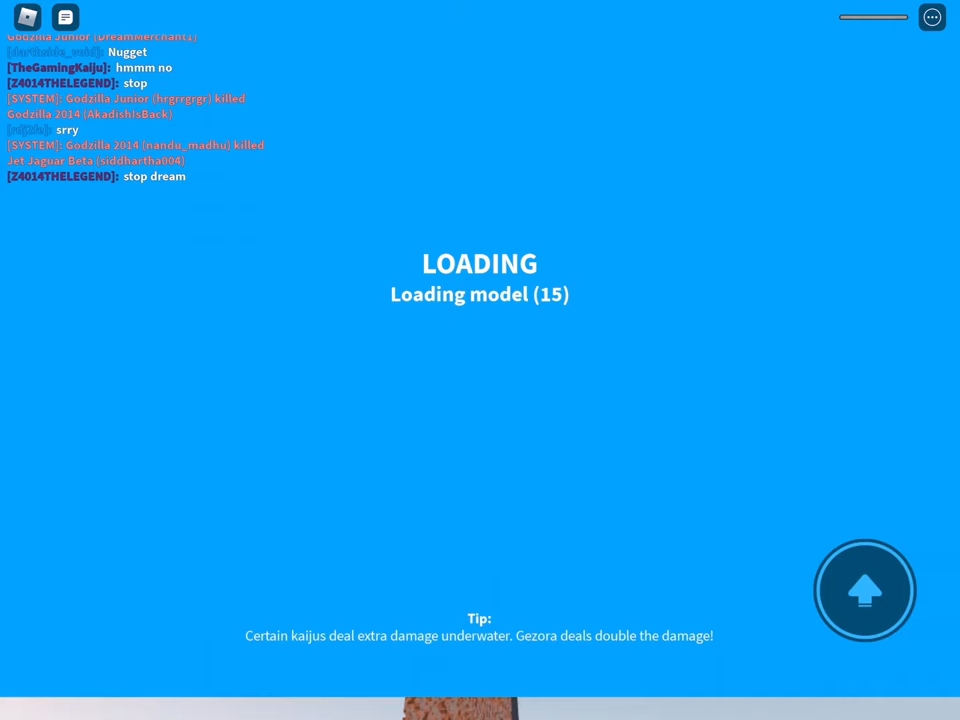 Godzilla Junior (DreamMerchant1)
[darkside_void]: Nugget
[TheGamingKaiju]: hmmm no
[Z4014THELEGEND]: stop
[SYSTEM]: Godzilla Junior (hrgrrgrgr) killed
Godzilla 2014 (AkadishIsBack)
srry
[SYSTEM]: Godzilla 2014 (nandu_madhu) killed
Jet Jaguar Beta (siddhartha004)
[Z4014THELEGEND]: stop dream
LOADING
Loading model (15)
Tip:
Certain kaijus deal extra damage underwater. Gezora deals double the damage!